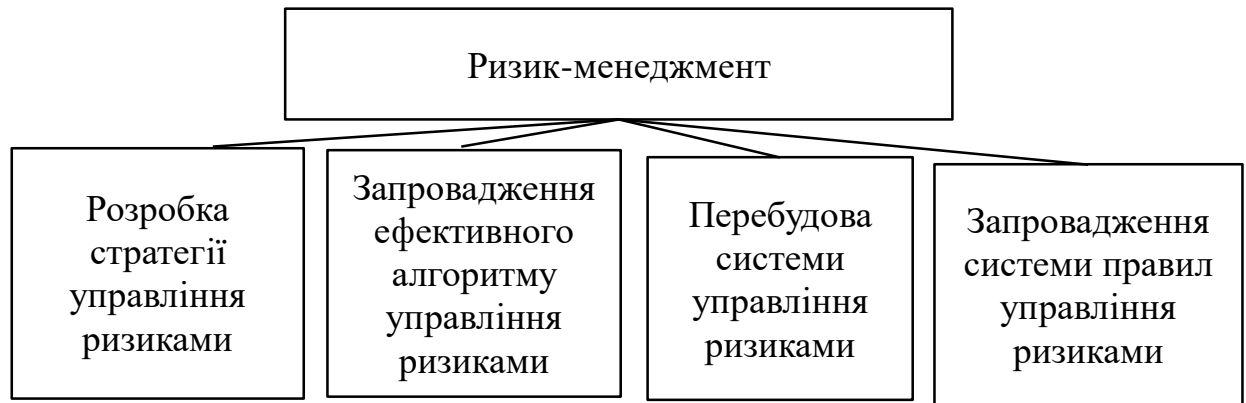 Ризик-менеджмент
Розробка
стратегії
управління
ризиками
Запровадження
ефективного
алгоритму
управління
ризиками
Перебудова
системи
управління
ризиками
Запровадження
системи правил
управління
ризиками